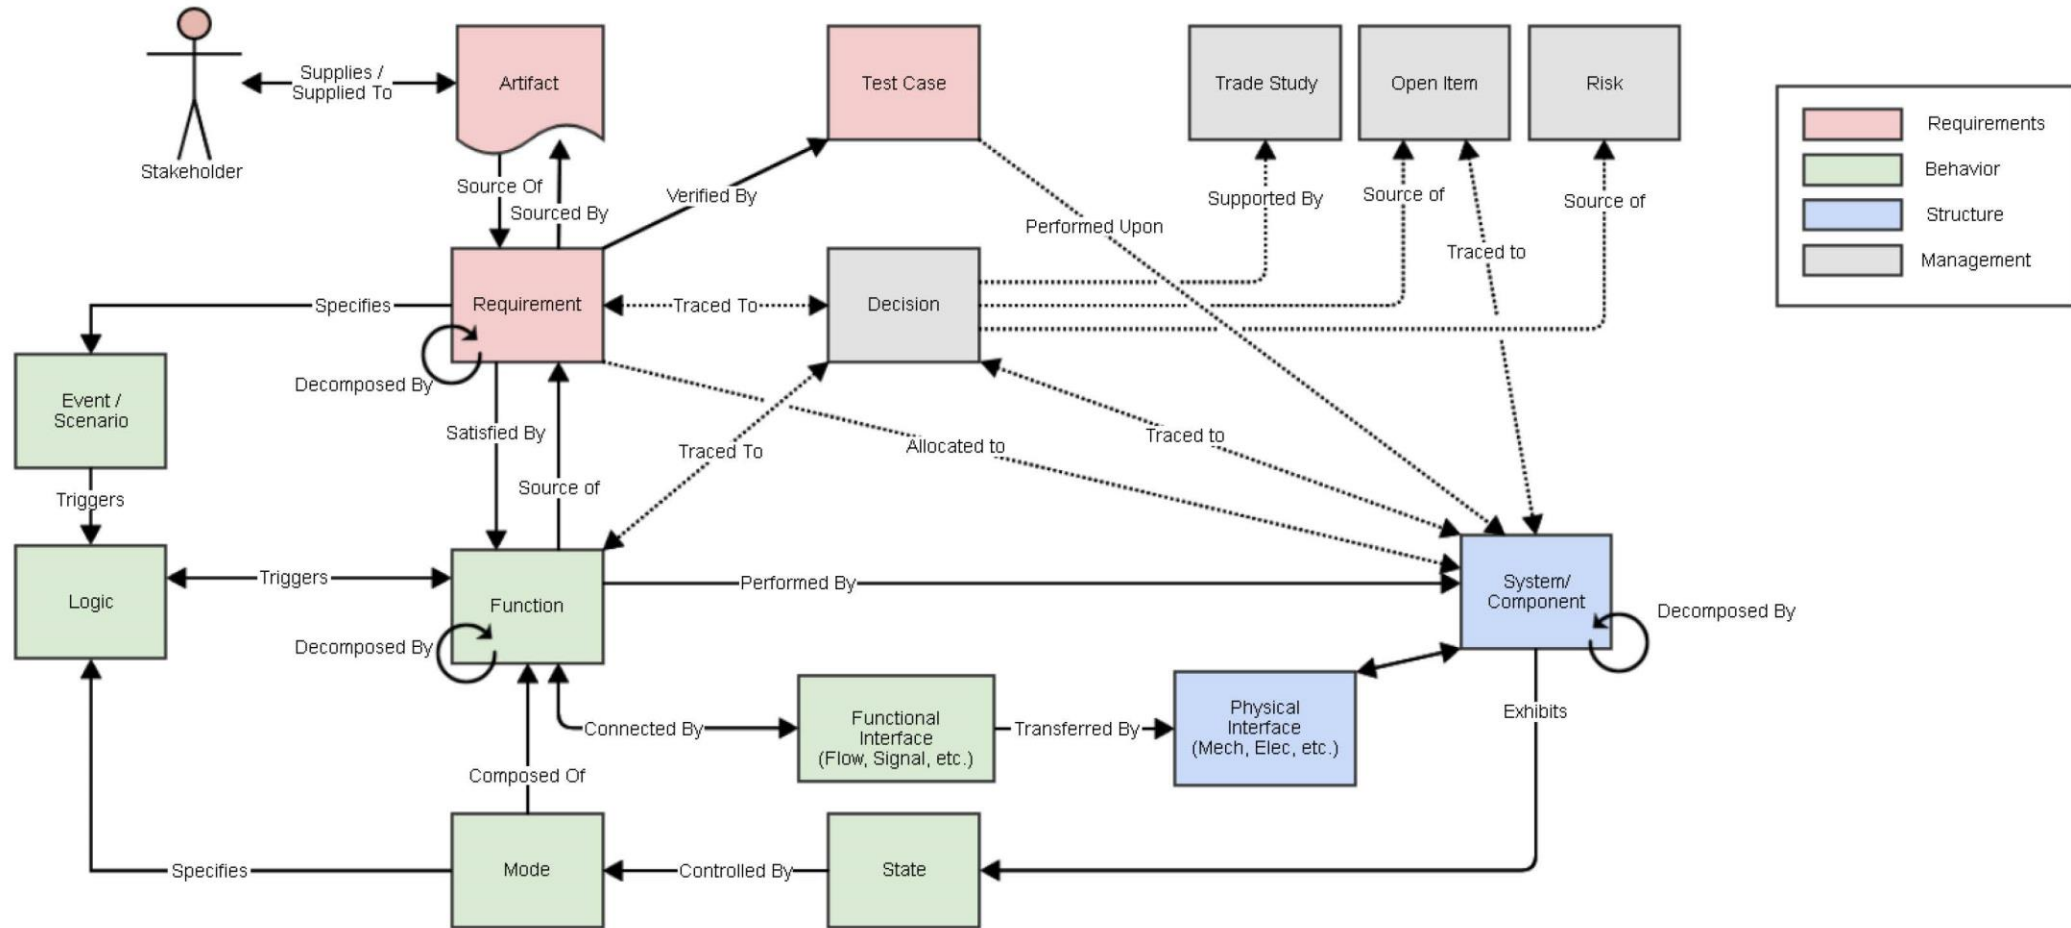 Stakeholder
Supplies /
Supplied To
Artifact
Test Case
Trade Study
Open Item
Risk
Requirements
Behavior
Structure
Management
Source Of
Sourced By
Verified By
Performed Upon
Supported By
Source of
Source of
Traced to
Specifies
Requirement
Traced To
Decision
Decomposed By
Event /
Scenario
Satisfied By
Source of
Traced To
Allocated to
Traced to
Triggers
Logic
Triggers
Function
Performed By
System/
Component
Decomposed By
Decomposed By
Connected By
Functional
Interface
(Flow, Signal, etc.)
Transferred By
Physical
Interface
(Mech, Elec, etc.)
Exhibits
Composed Of
Specifies
Mode
Controlled By
State